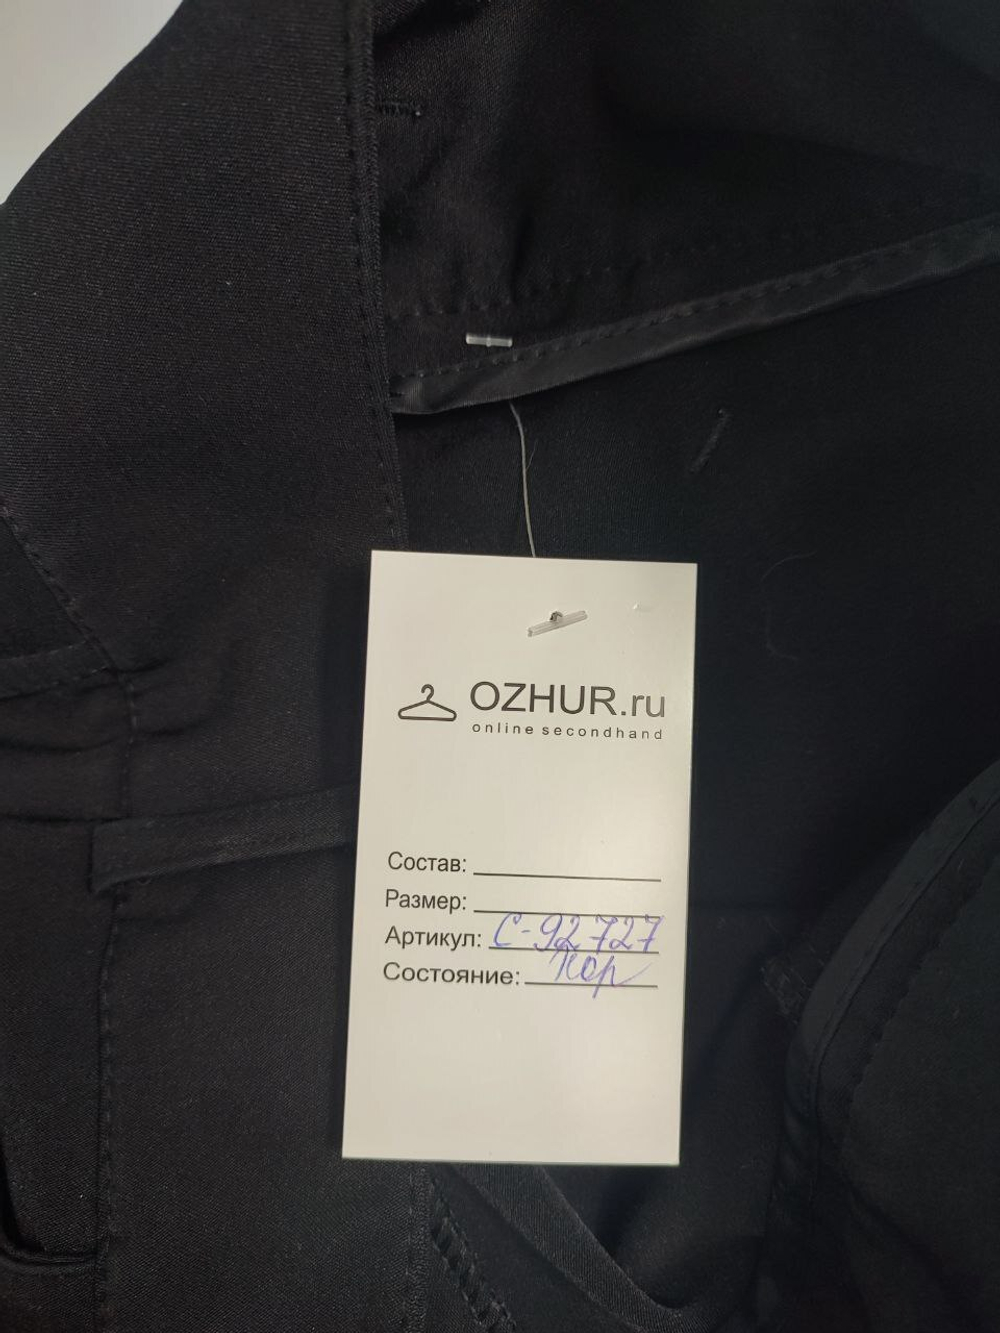 OZHUR.ru
online secondhand
Состав:
Размер:
Артикул: С-92727
Состояние: Хор